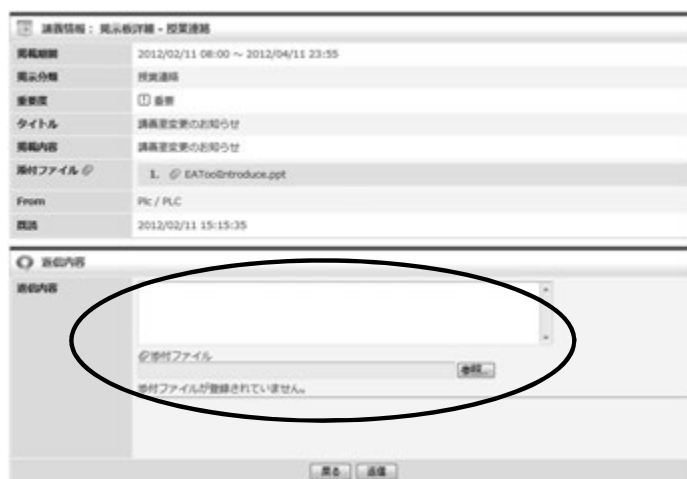 講義情報： 掲示板詳細 - 授業連絡
掲載期間 2012/02/11 08:00 ～ 2012/04/11 23:55
掲示分類 授業連絡
重要度 重要
タイトル 講義室変更のお知らせ
掲載内容 講義室変更のお知らせ
添付ファイル 1. EAToolIntroduce.ppt
From Plc / PLC
既読 2012/02/11 15:15:35
返信内容
返信内容
添付ファイル
参照...
添付ファイルが登録されていません。
戻る 返信